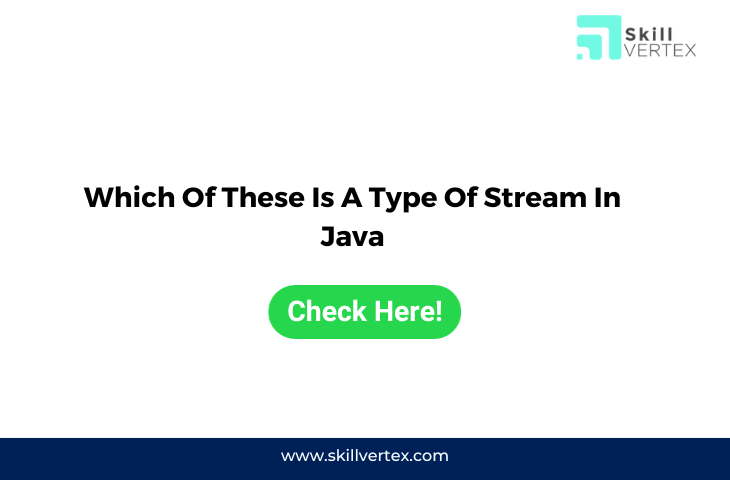 Skill
VERTEX
Which Of These Is A Type Of Stream In
Java
Check Here!
www.skillvertex.com